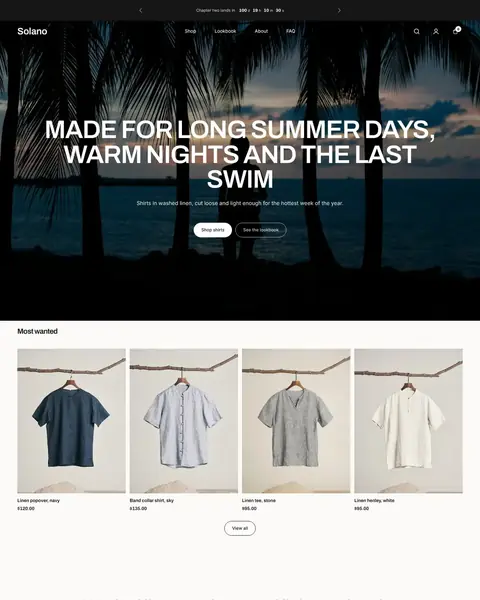 Chapter two lands in 100 d 19 h 10 m 30 s
Solano
Shop Lookbook About FAQ
MADE FOR LONG SUMMER DAYS,
WARM NIGHTS AND THE LAST
SWIM
Shirts in washed linen, cut loose and light enough for the hottest week of the year.
Shop shirts See the lookbook
Most wanted
Linen popover, navy
$120.00
Band collar shirt, sky
$135.00
Linen tee, stone
$95.00
Linen henley, white
$95.00
View all